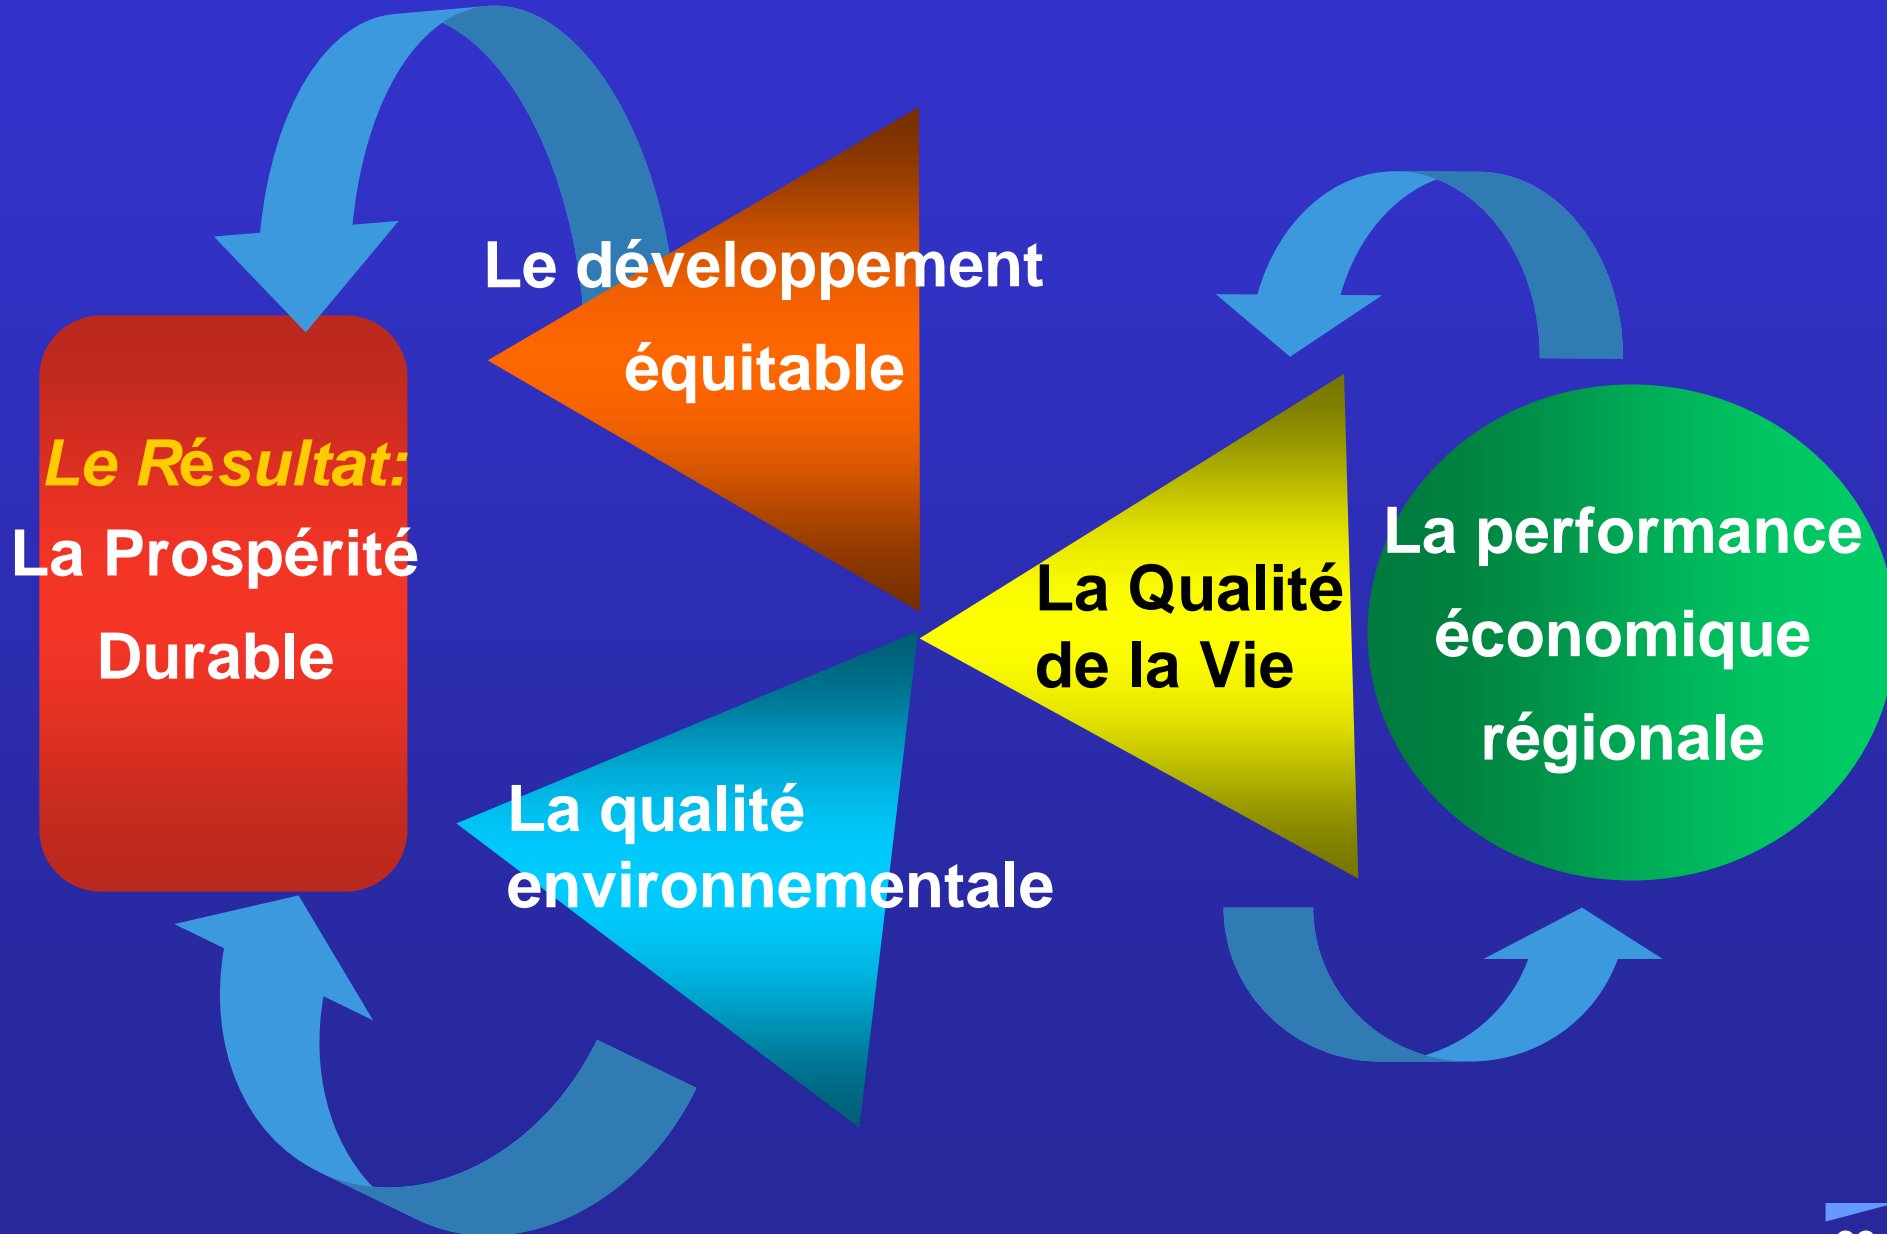 Le développement
équitable
Le Résultat:
La Prospérité
Durable
La Qualité
de la Vie
La performance
économique
régionale
La qualité
environnementale